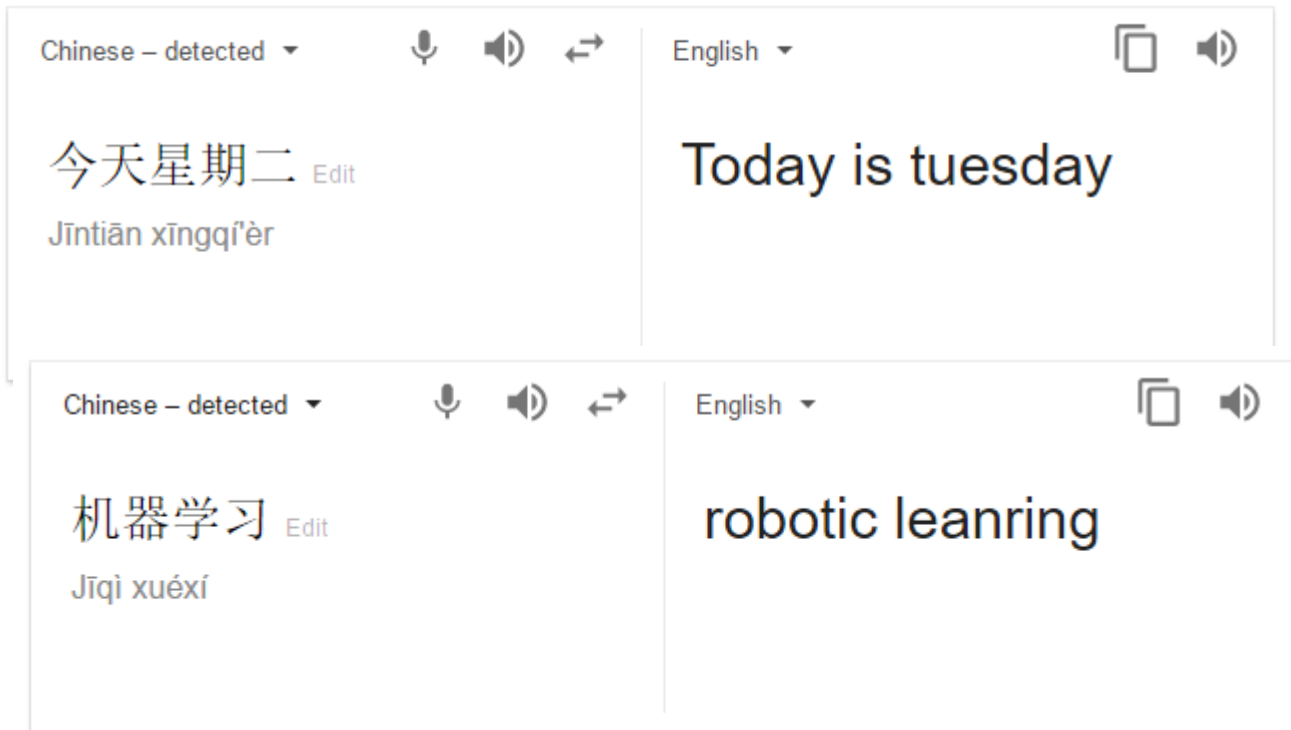 Chinese – detected
English
今天星期二 Edit
Jīntiān xīngqí'èr
Today is tuesday
Chinese – detected
English
机器学习 Edit
Jīqì xuéxí
robotic leanring